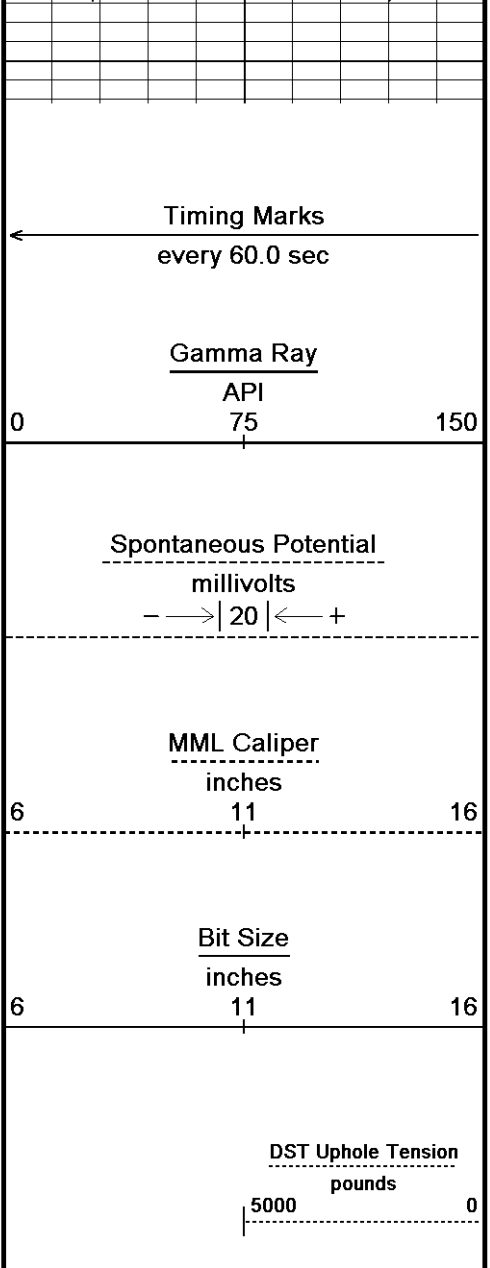 Timing Marks
every 60.0 sec
Gamma Ray
API
0 75 150
Spontaneous Potential
millivolts
− 20 +
MML Caliper
inches
6 11 16
Bit Size
inches
6 11 16
DST Uphole Tension
pounds
5000 0